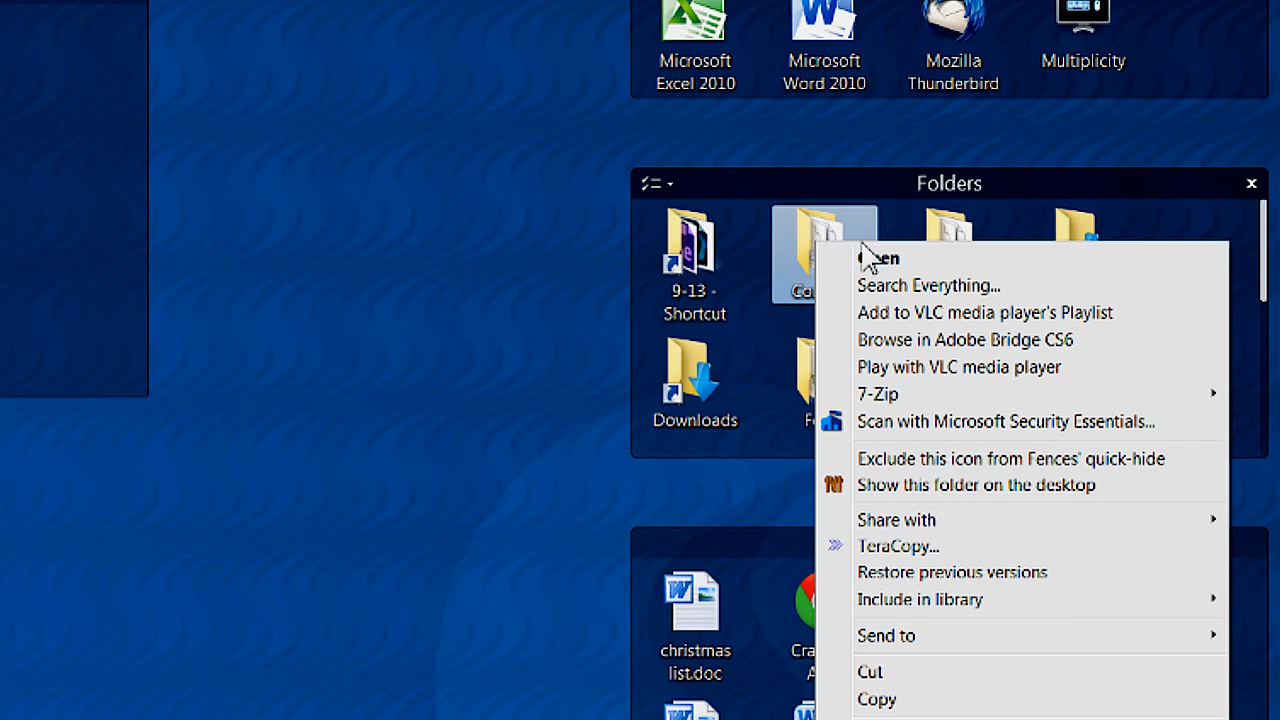 Microsoft
Excel 2010
Microsoft
Word 2010
Mozilla
Thunderbird
Multiplicity
Folders
9-13 -
Shortcut
Downloads
Open
Search Everything...
Add to VLC media player's Playlist
Browse in Adobe Bridge CS6
Play with VLC media player
7-Zip
Scan with Microsoft Security Essentials...
Exclude this icon from Fences' quick-hide
Show this folder on the desktop
Share with
TeraCopy...
Restore previous versions
Include in library
Send to
Cut
Copy
christmas
list.doc